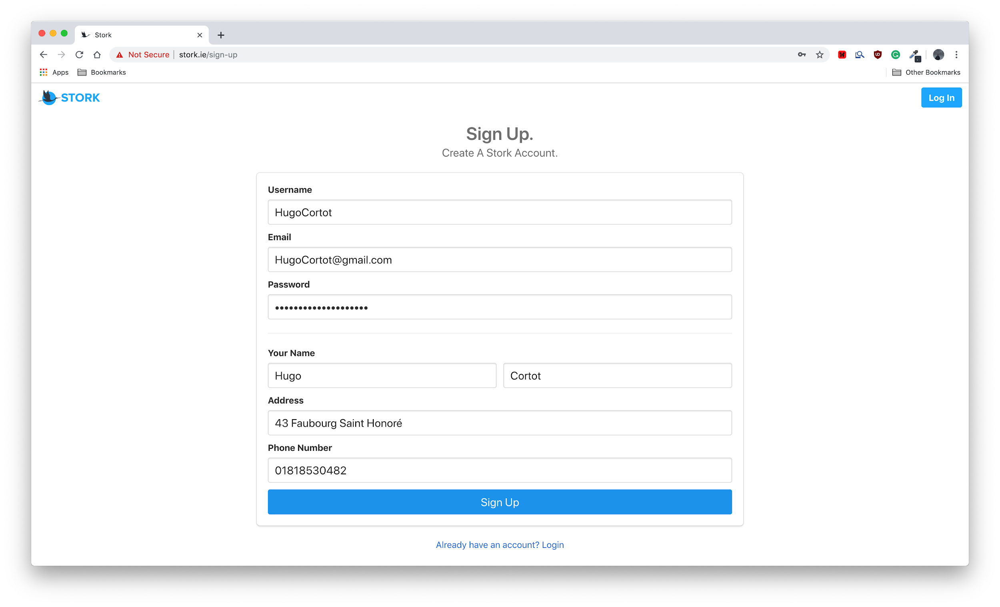 Stork
Not Secure | stork.ie/sign-up
Apps Bookmarks Other Bookmarks
STORK Log In
Sign Up.
Create A Stork Account.
Username
HugoCortot
Email
HugoCortot@gmail.com
Password
••••••••••••••••••••
Your Name
Hugo Cortot
Address
43 Faubourg Saint Honoré
Phone Number
01818530482
Sign Up
Already have an account? Login